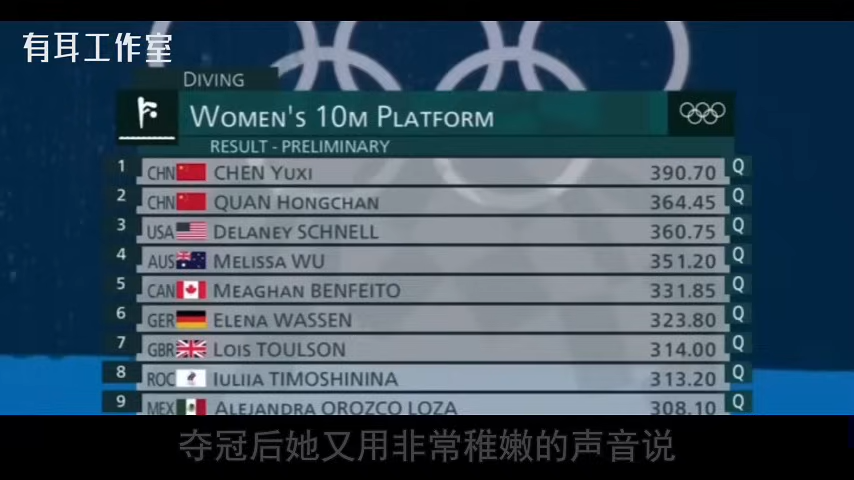 有耳工作室
DIVING
WOMEN'S 10M PLATFORM
RESULT - PRELIMINARY
1 CHN CHEN YUXI 390.70 Q
2 CHN QUAN HONGCHAN 364.45 Q
3 USA DELANEY SCHNELL 360.75 Q
4 AUS MELISSA WU 351.20 Q
5 CAN MEAGHAN BENFEITO 331.85 Q
6 GER ELENA WASSEN 323.80 Q
7 GBR LOIS TOULSON 314.00 Q
8 ROC IULIIA TIMOSHININA 313.20 Q
9 MEX ALEJANDRA OROZCO LOZA 308.10 Q
夺冠后她又用非常稚嫩的声音说